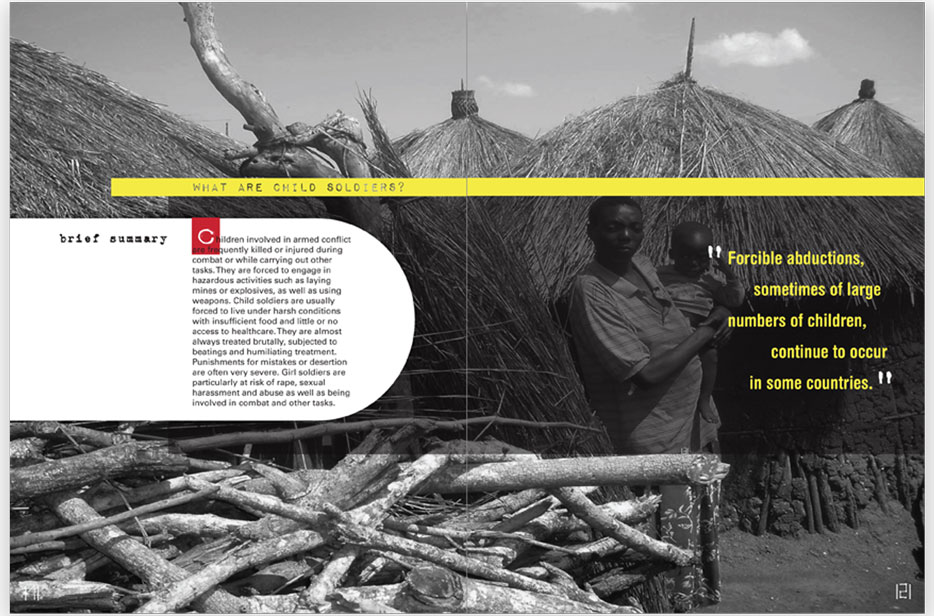 WHAT ARE CHILD SOLDIERS?
brief summary
Children involved in armed conflict
are frequently killed or injured during
combat or while carrying out other
tasks. They are forced to engage in
hazardous activities such as laying
mines or explosives, as well as using
weapons. Child soldiers are usually
forced to live under harsh conditions
with insufficient food and little or no
access to healthcare. They are almost
always treated brutally, subjected to
beatings and humiliating treatment.
Punishments for mistakes or desertion
are often very severe. Girl soldiers are
particularly at risk of rape, sexual
harassment and abuse as well as being
involved in combat and other tasks.
" Forcible abductions,
sometimes of large
numbers of children,
continue to occur
in some countries. "